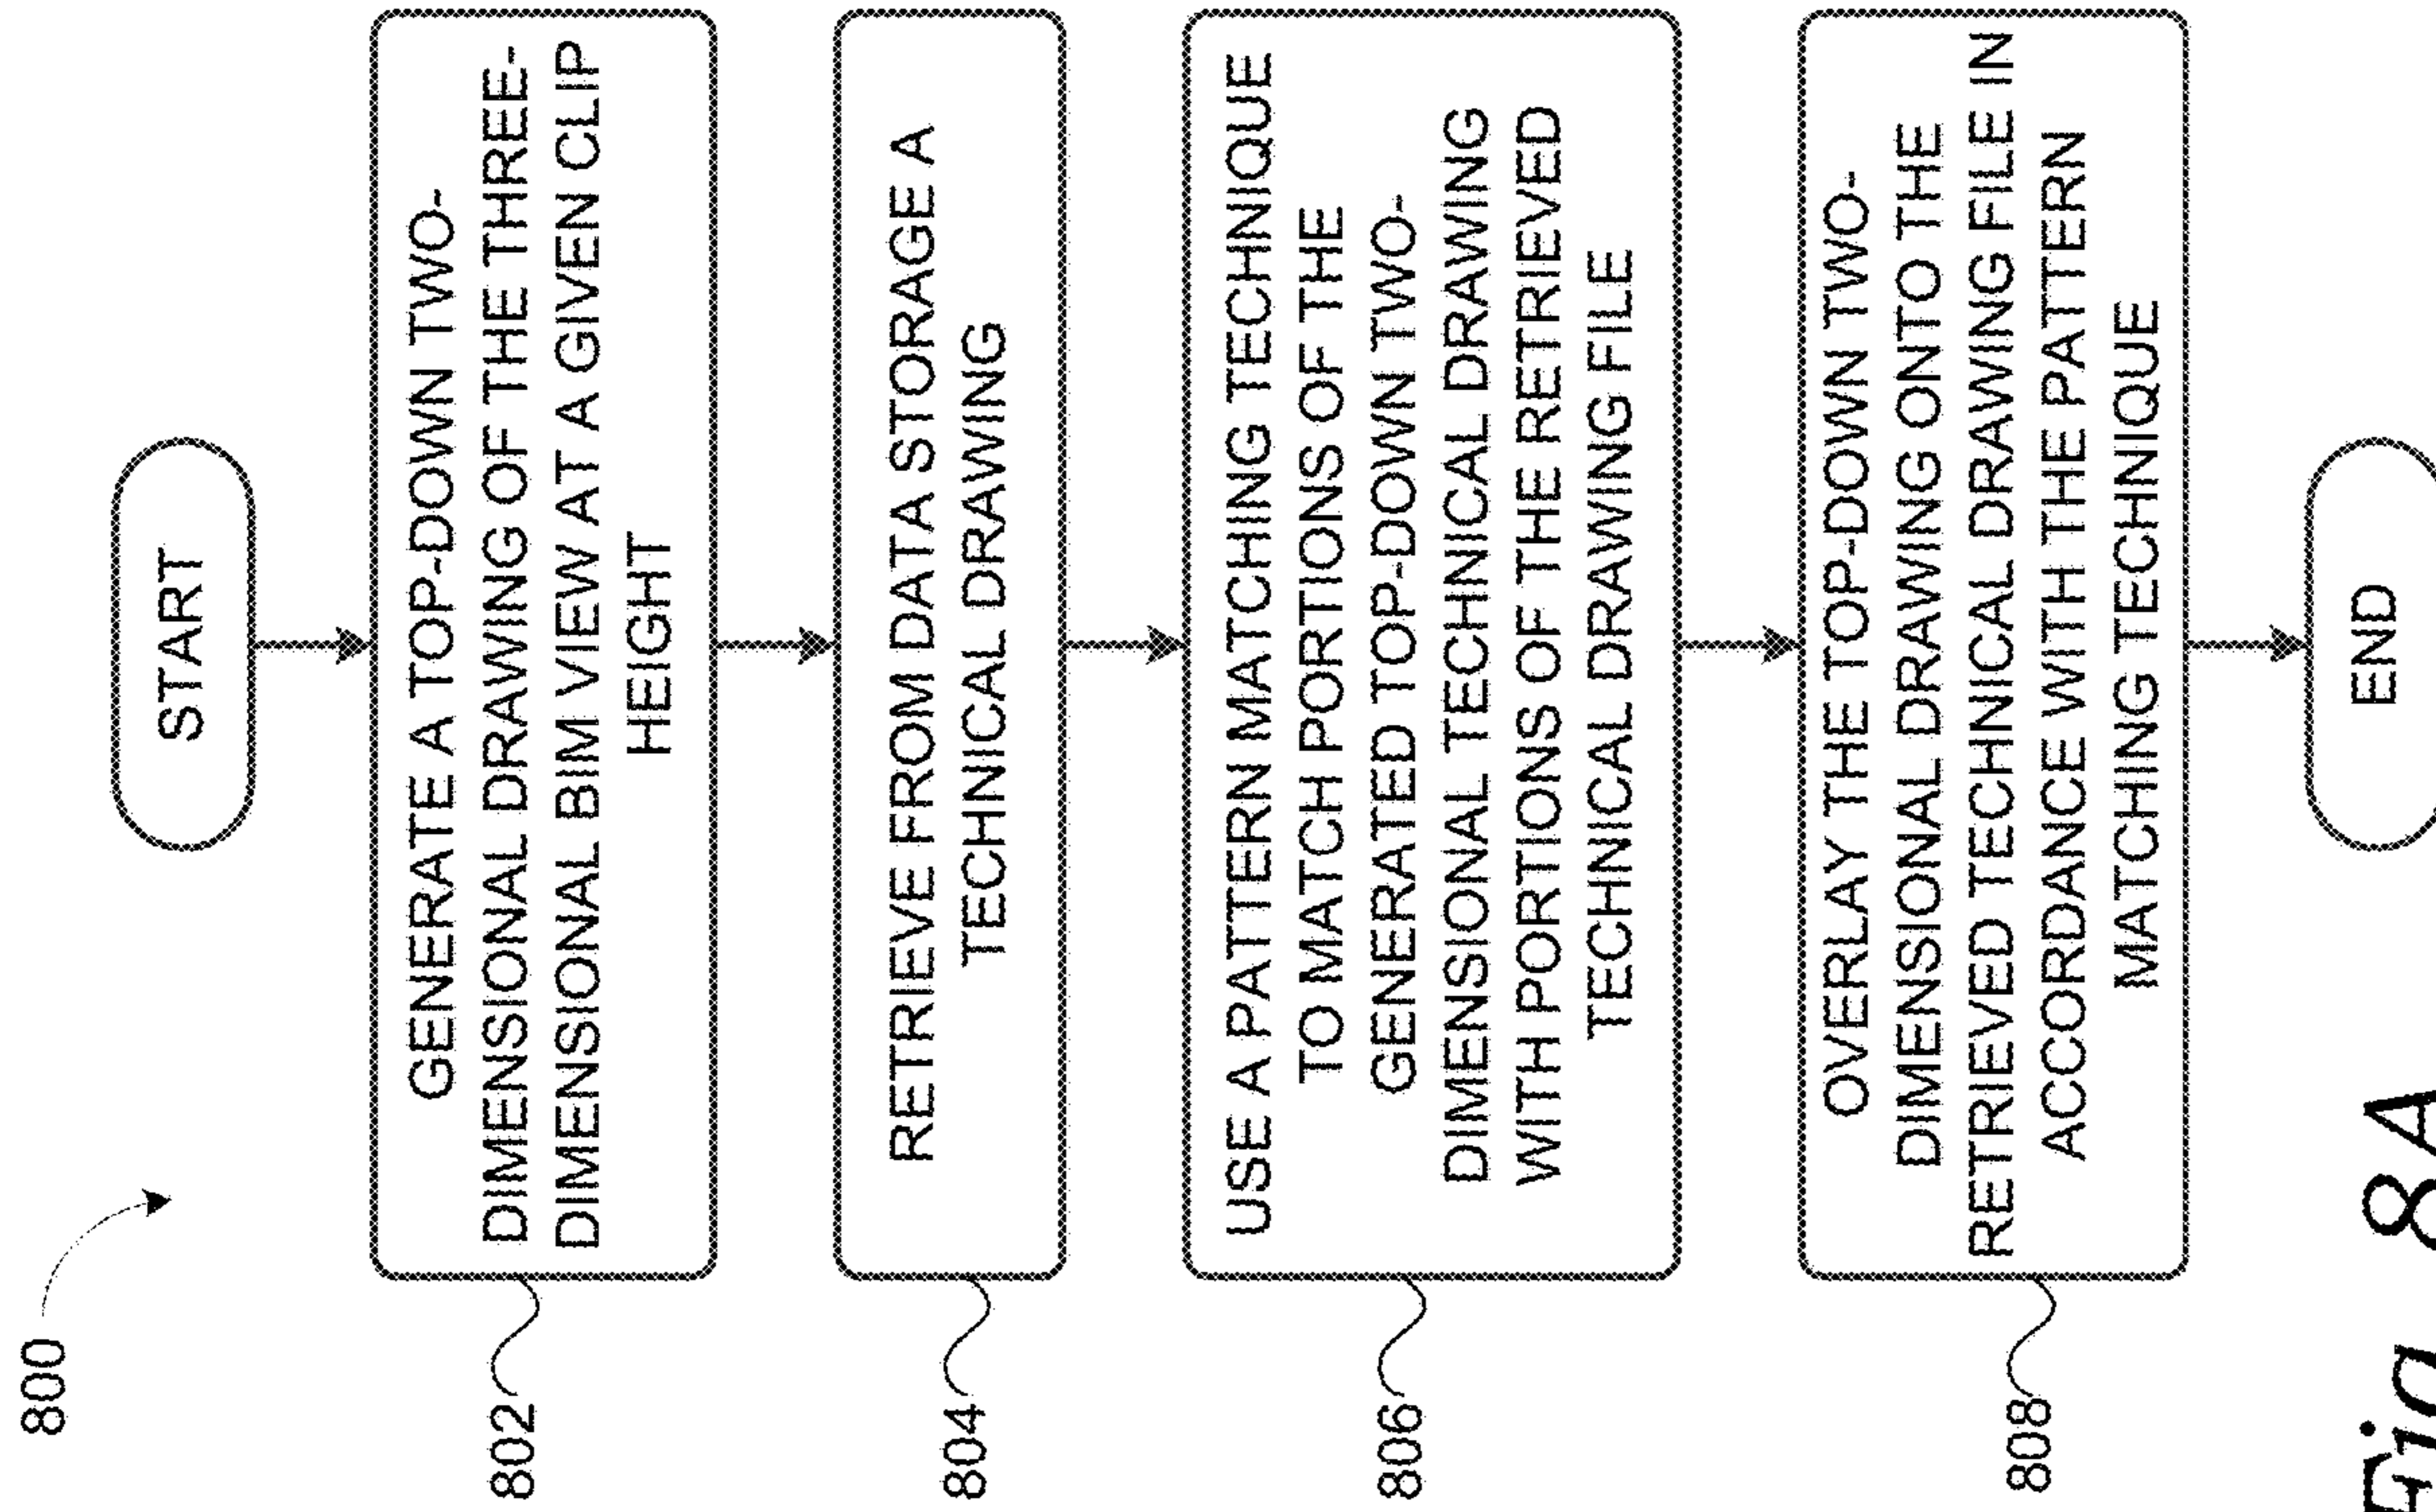 800
START
802
GENERATE A TOP-DOWN TWO-
DIMENSIONAL DRAWING OF THE THREE-
DIMENSIONAL BIM VIEW AT A GIVEN CLIP
HEIGHT
804
RETRIEVE FROM DATA STORAGE A
TECHNICAL DRAWING
806
USE A PATTERN MATCHING TECHNIQUE
TO MATCH PORTIONS OF THE
GENERATED TOP-DOWN TWO-
DIMENSIONAL TECHNICAL DRAWING
WITH PORTIONS OF THE RETRIEVED
TECHNICAL DRAWING FILE
808
OVERLAY THE TOP-DOWN TWO-
DIMENSIONAL DRAWING ONTO THE
RETRIEVED TECHNICAL DRAWING FILE IN
ACCORDANCE WITH THE PATTERN
MATCHING TECHNIQUE
END
Fig 8A